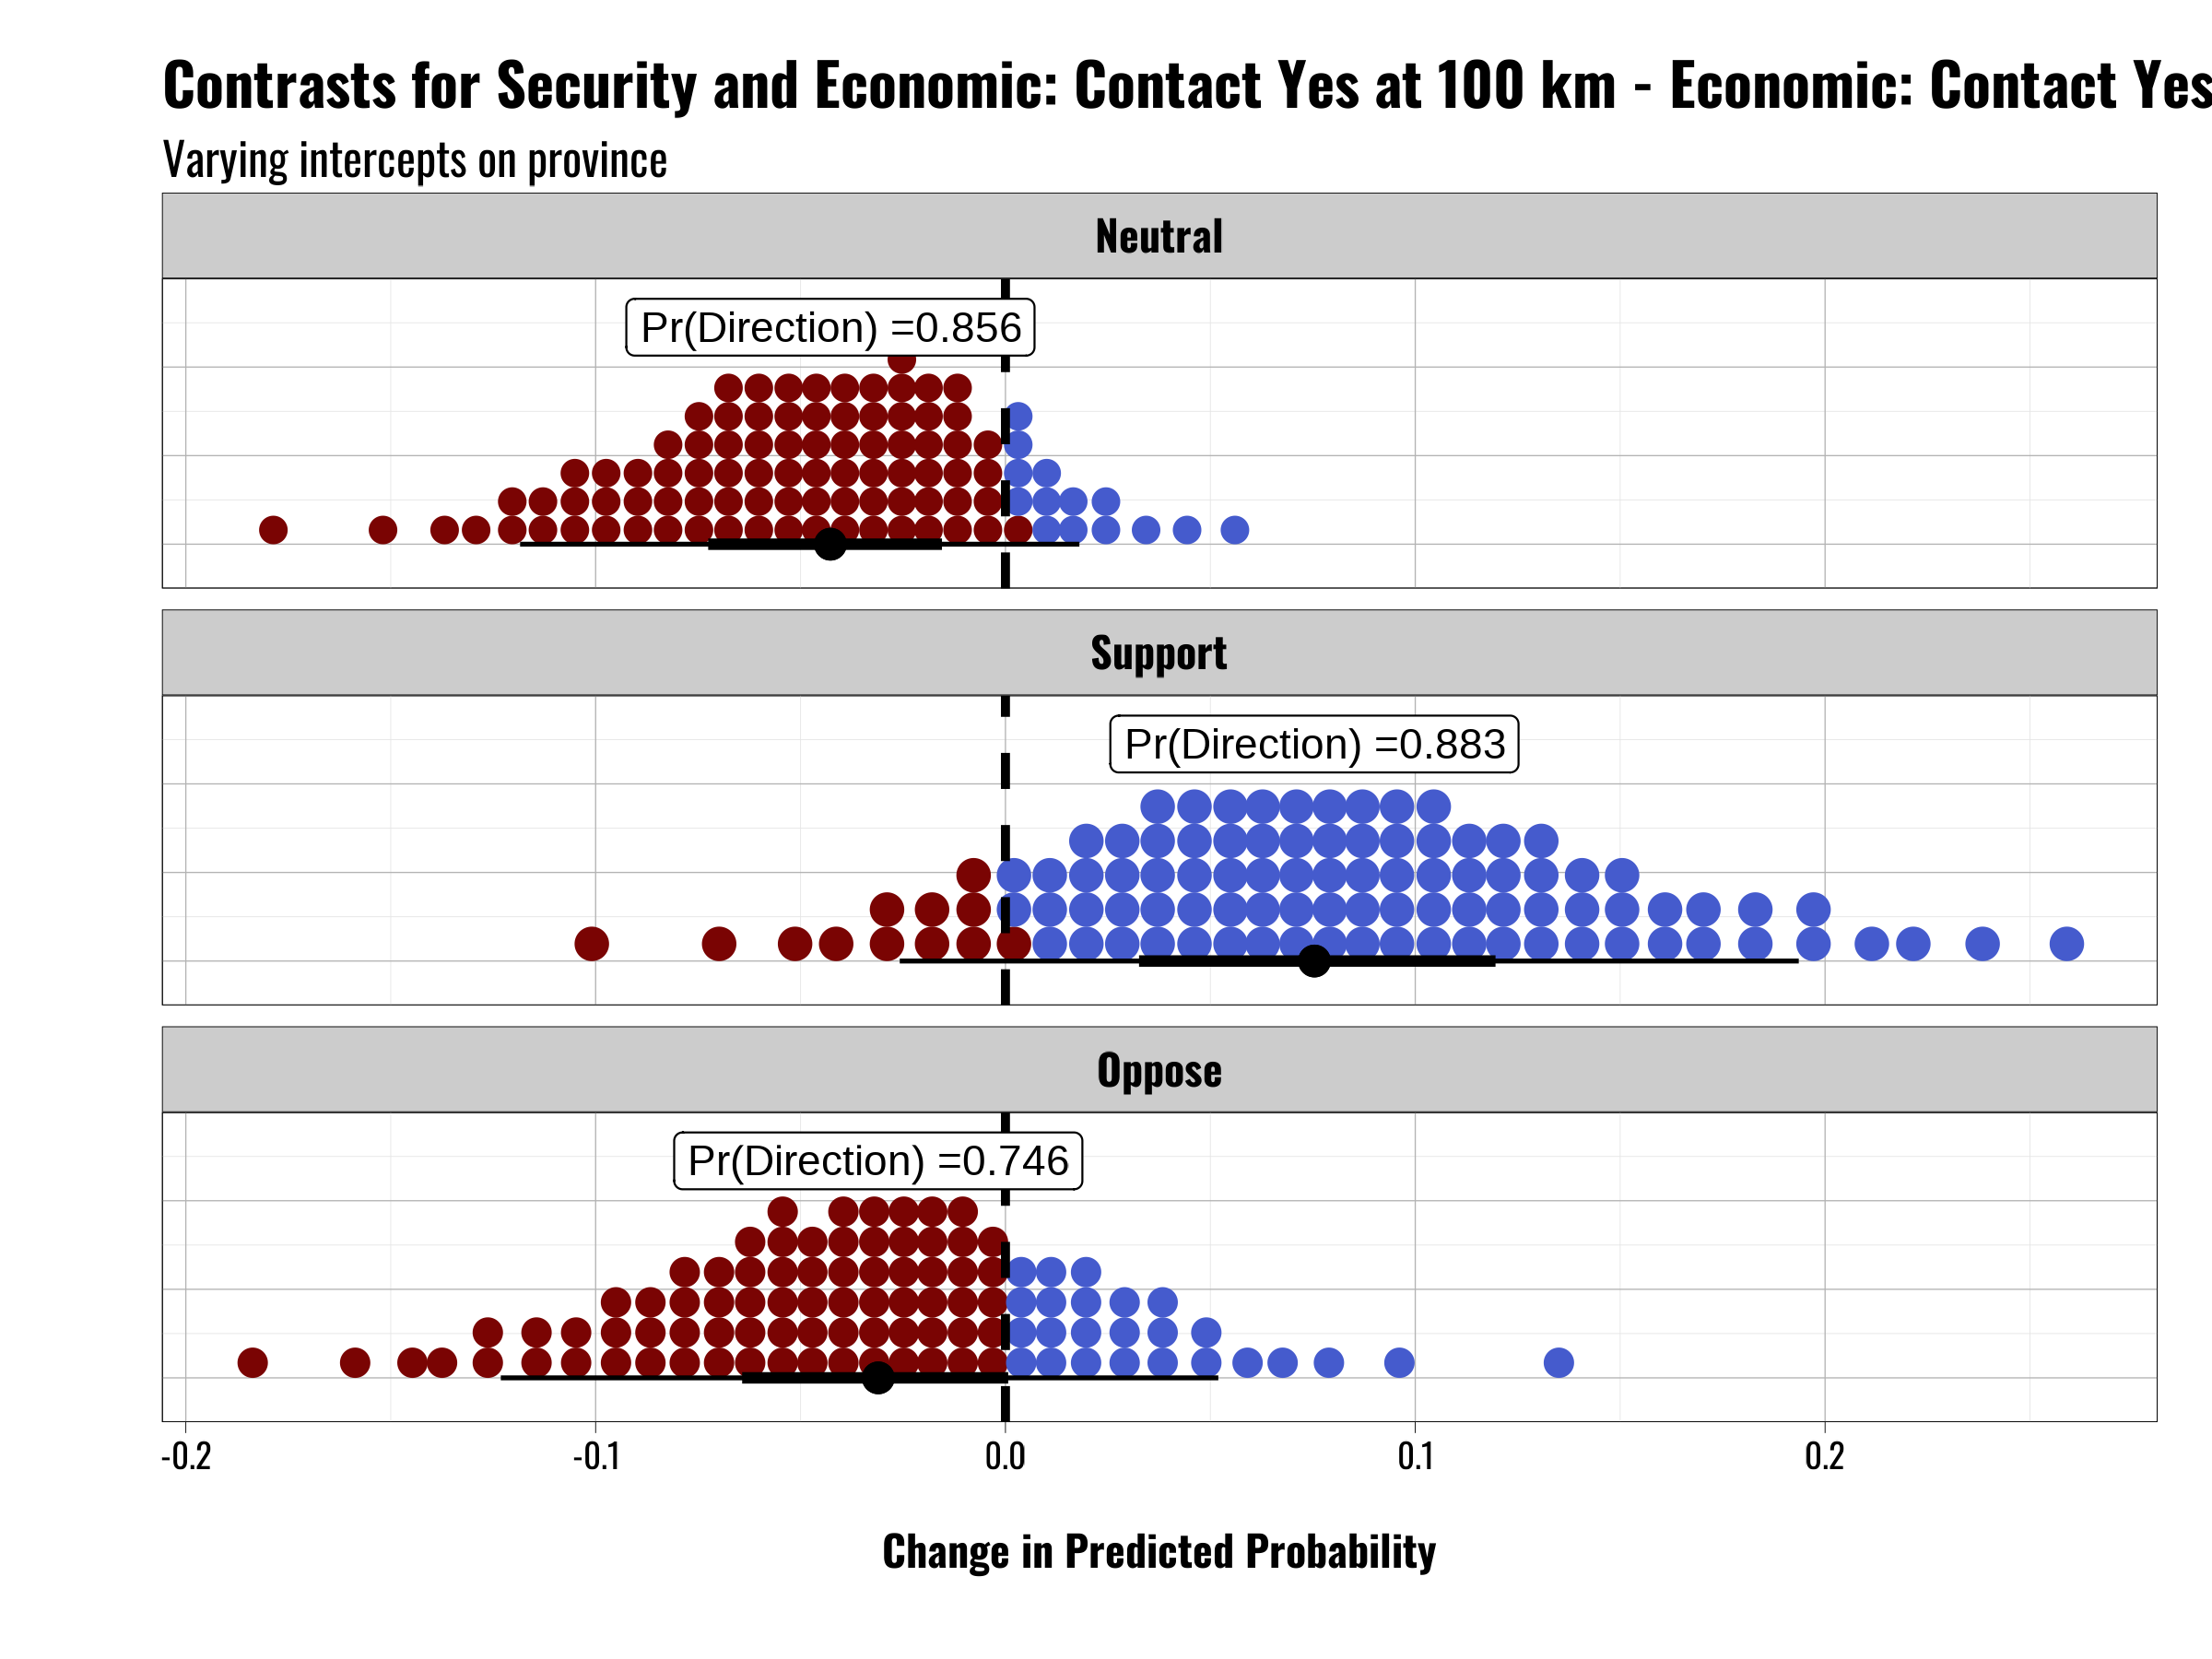 Contrasts for Security and Economic: Contact Yes at 100 km - Economic: Contact Yes
Varying intercepts on province
Neutral
Pr(Direction) =0.856
Support
Pr(Direction) =0.883
Oppose
Pr(Direction) =0.746
-0.2 -0.1 0.0 0.1 0.2
Change in Predicted Probability